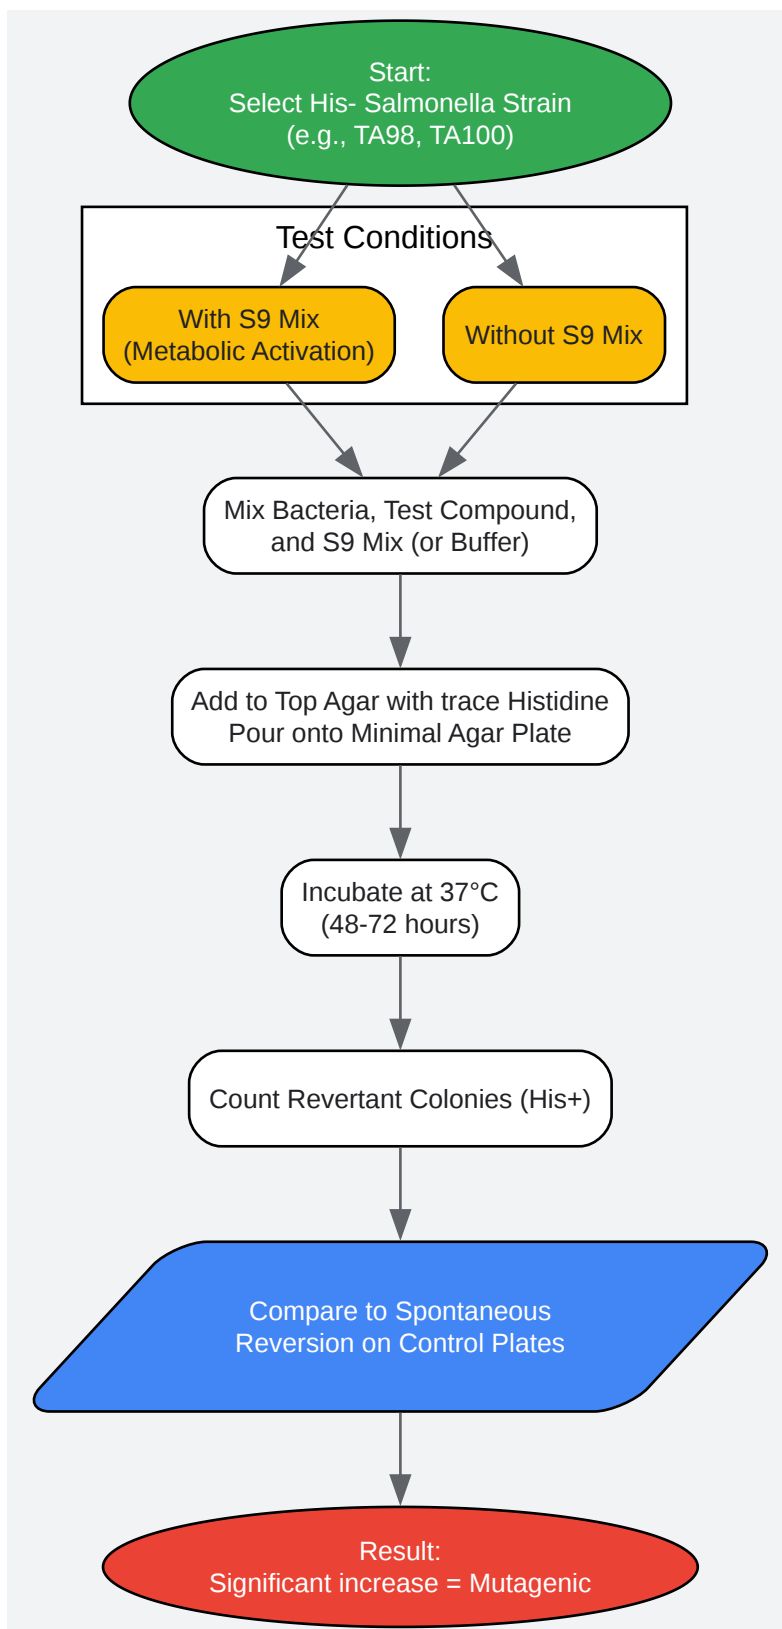 Start:
Select His- Salmonella Strain
(e.g., TA98, TA100)
Test Conditions
With S9 Mix
(Metabolic Activation)
Without S9 Mix
Mix Bacteria, Test Compound,
and S9 Mix (or Buffer)
Add to Top Agar with trace Histidine
Pour onto Minimal Agar Plate
Incubate at 37°C
(48-72 hours)
Count Revertant Colonies (His+)
Compare to Spontaneous
Reversion on Control Plates
Result:
Significant increase = Mutagenic